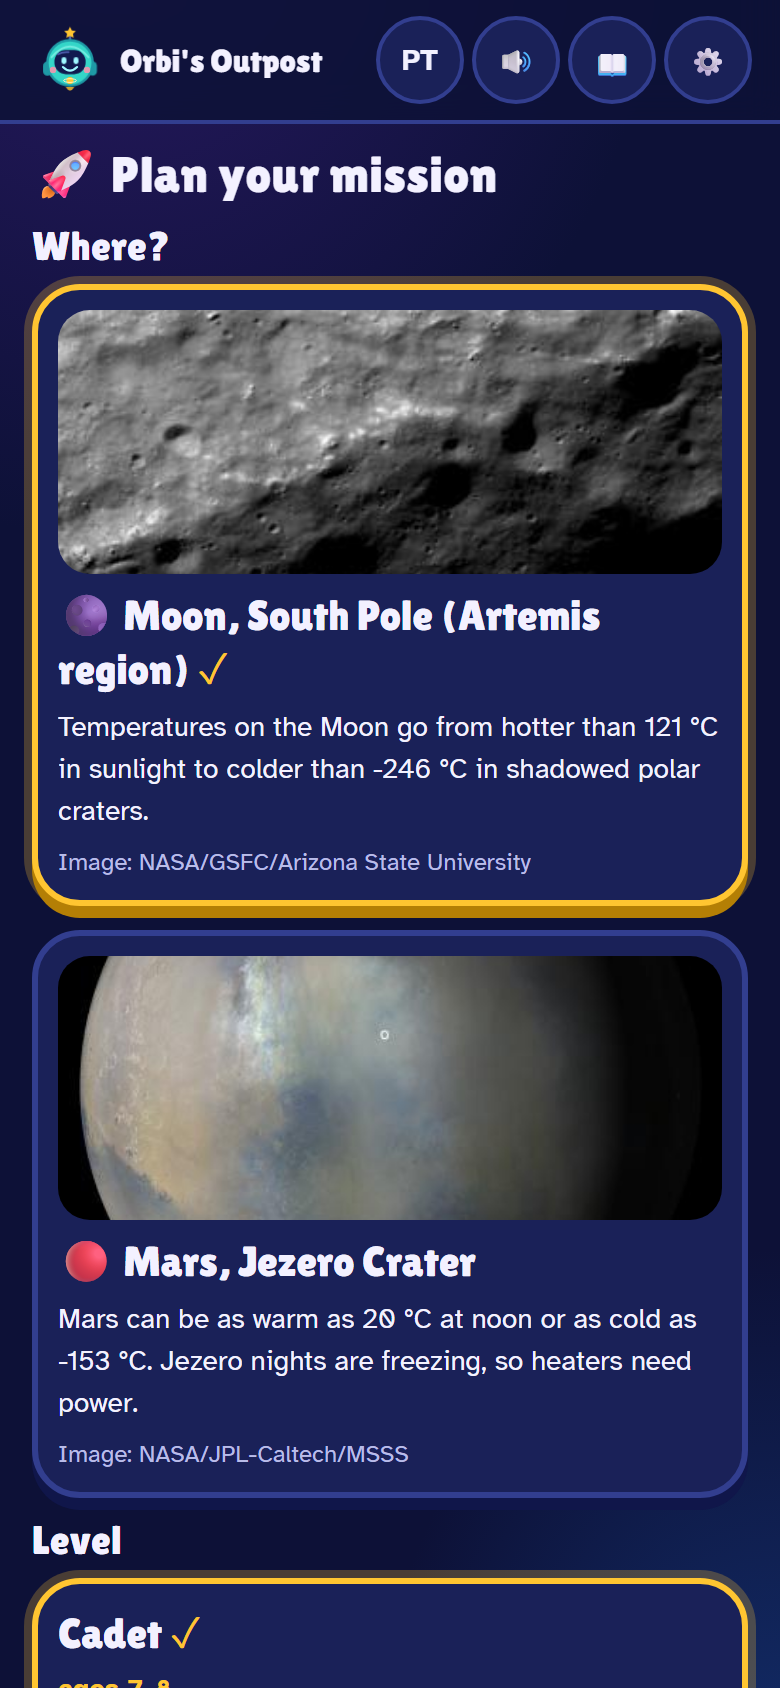 Orbi's Outpost
PT
Plan your mission
Where?
Moon, South Pole (Artemis
region) ✓
Temperatures on the Moon go from hotter than 121 °C
in sunlight to colder than -246 °C in shadowed polar
craters.
Image: NASA/GSFC/Arizona State University
Mars, Jezero Crater
Mars can be as warm as 20 °C at noon or as cold as
-153 °C. Jezero nights are freezing, so heaters need
power.
Image: NASA/JPL-Caltech/MSSS
Level
Cadet ✓